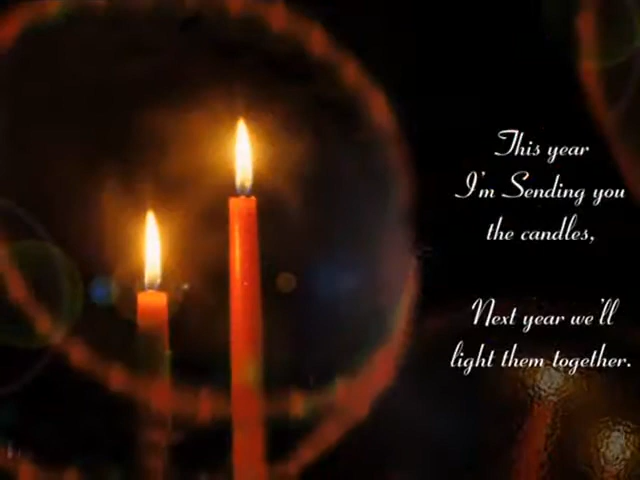 This year
I'm Sending you
the candles,
Next year we'll
light them together.